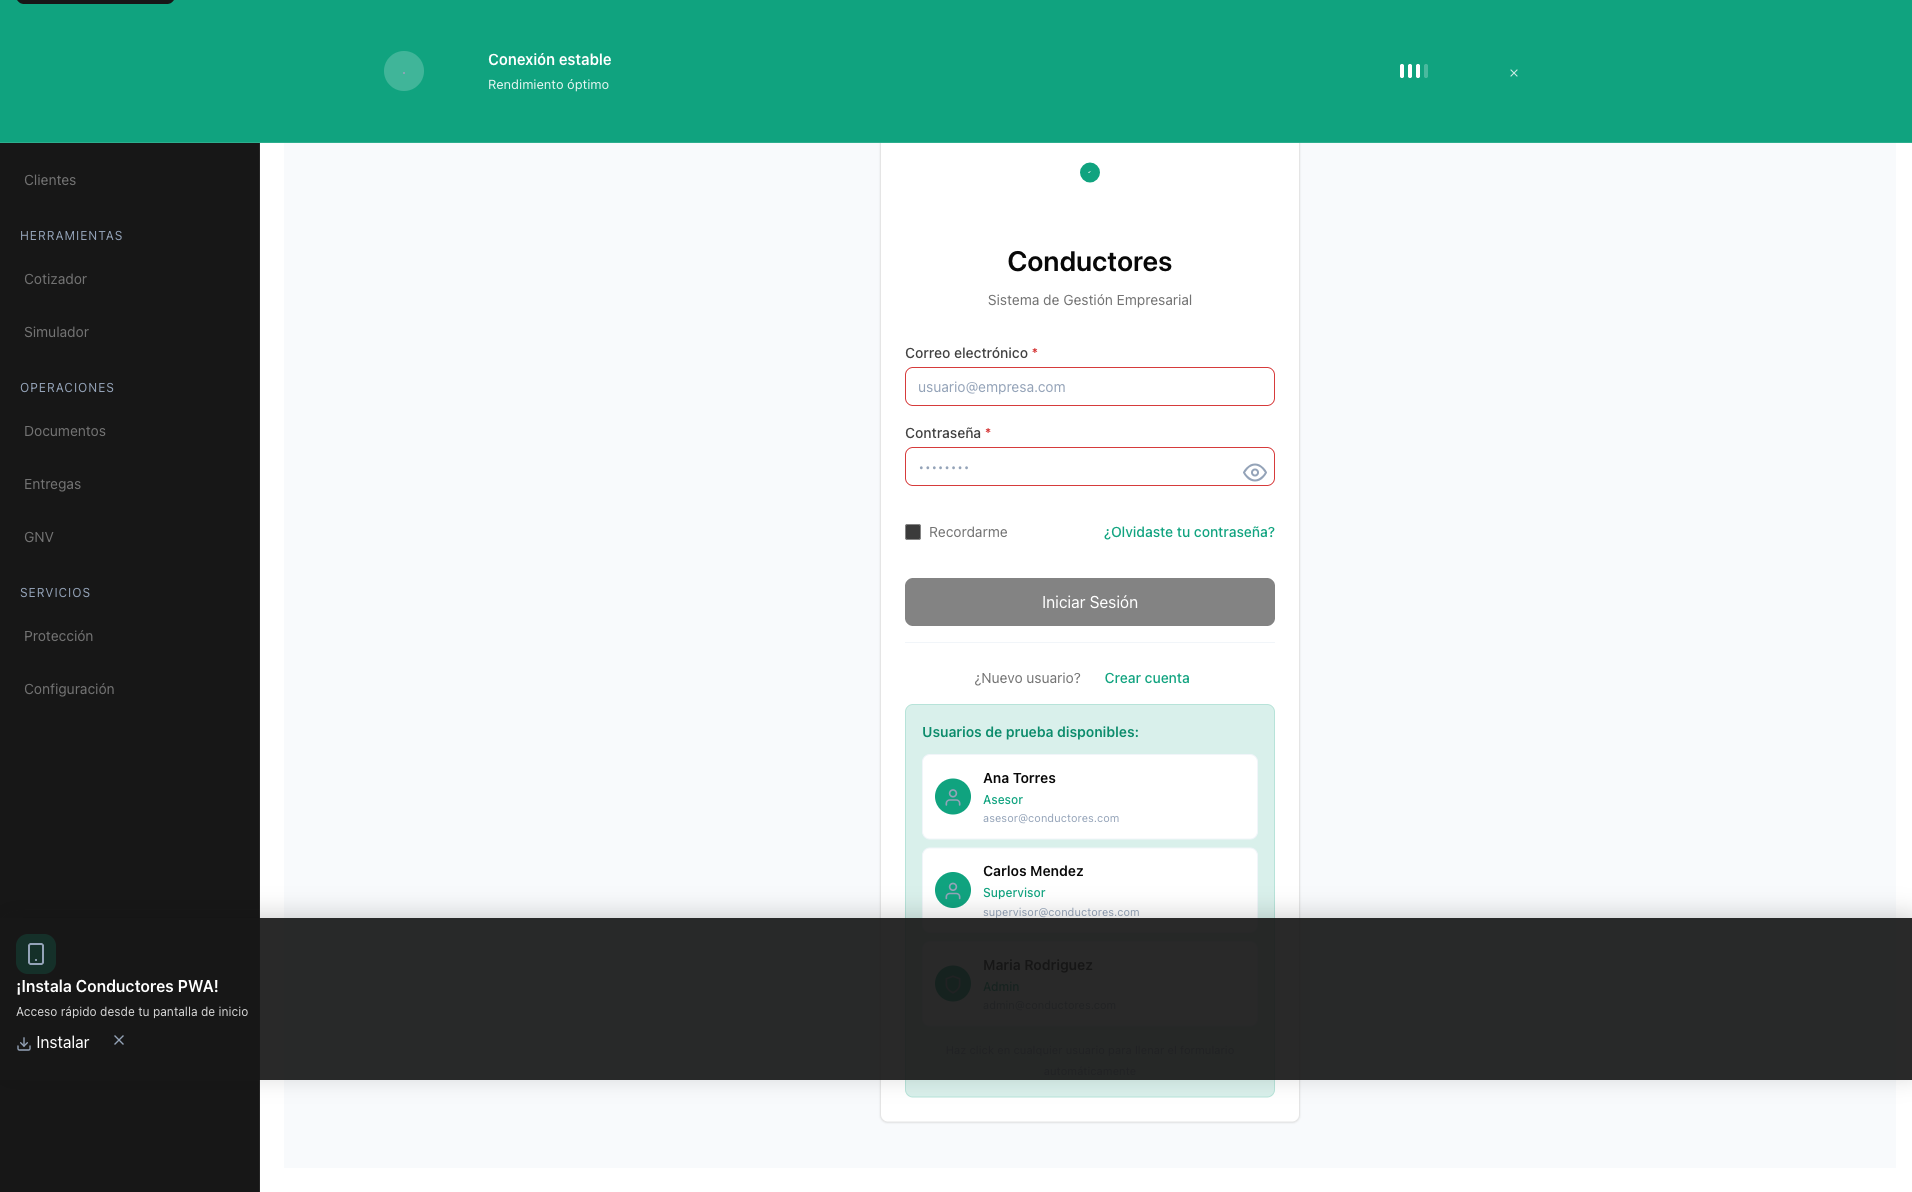 Conexión estable
Rendimiento óptimo
Clientes
HERRAMIENTAS
Cotizador
Simulador
OPERACIONES
Documentos
Entregas
GNV
SERVICIOS
Protección
Configuración
¡Instala Conductores PWA!
Acceso rápido desde tu pantalla de inicio
Instalar
Conductores
Sistema de Gestión Empresarial
Correo electrónico *
usuario@empresa.com
Contraseña *
Recordarme
¿Olvidaste tu contraseña?
Iniciar Sesión
¿Nuevo usuario? Crear cuenta
Usuarios de prueba disponibles:
Ana Torres
Asesor
asesor@conductores.com
Carlos Mendez
Supervisor
supervisor@conductores.com
María Rodriguez
Admin